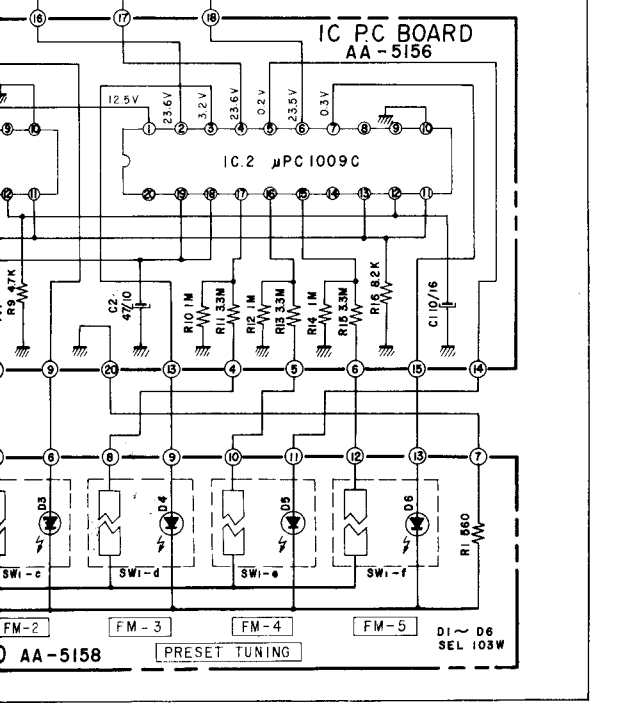 16 17 18
IC P.C BOARD
AA-5156
12.5V 23.6V 3.2V 23.6V 0.2V 23.5V 0.3V
9 10 1 2 3 4 5 6 7 8 9 10
IC.2 μPC1009C
12 11 20 19 18 17 16 15 14 13 12 11
R9 47K
C2 47/10
R10 1M
R11 3.3M
R12 1M
R13 3.3M
R14 1M
R15 3.3M
R16 8.2K
C1 10/16
9 20 13 4 5 6 15 14
6 8 9 10 11 12 13 7
D3 D4 D5 D6
R1 560
SW1-c SW1-d SW1-e SW1-f
FM-2 FM-3 FM-4 FM-5
D1~D6
SEL 103W
AA-5158 PRESET TUNING